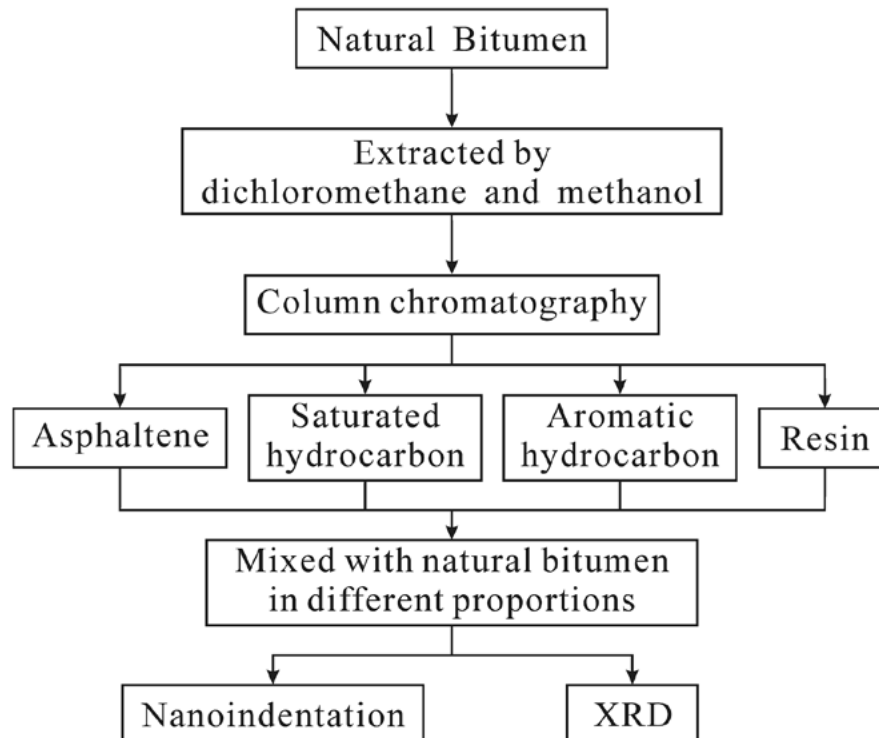 Natural Bitumen
Extracted by
dichloromethane and methanol
Column chromatography
Asphaltene
Saturated
hydrocarbon
Aromatic
hydrocarbon
Resin
Mixed with natural bitumen
in different proportions
Nanoindentation
XRD